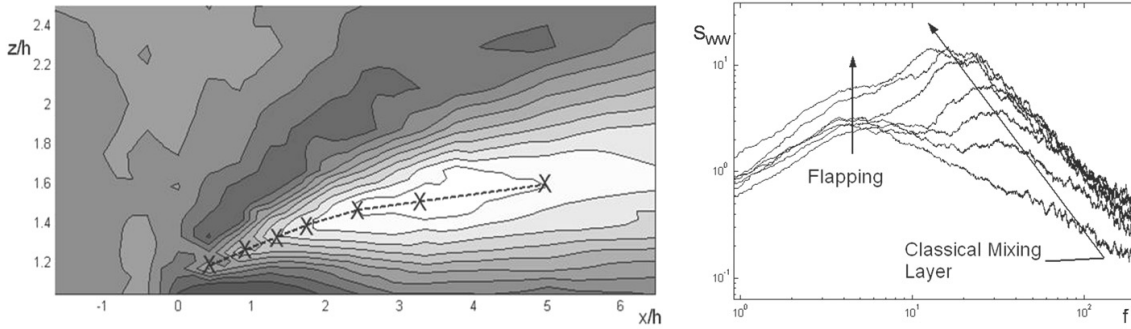 2.4
z/h
2.2
2
1.8
1.6
1.4
1.2
-1 0 1 2 3 4 5 6
x/h
S_WW
10^1
10^0
10^-1
Flapping
Classical Mixing
Layer
10^0 10^1 10^2 f